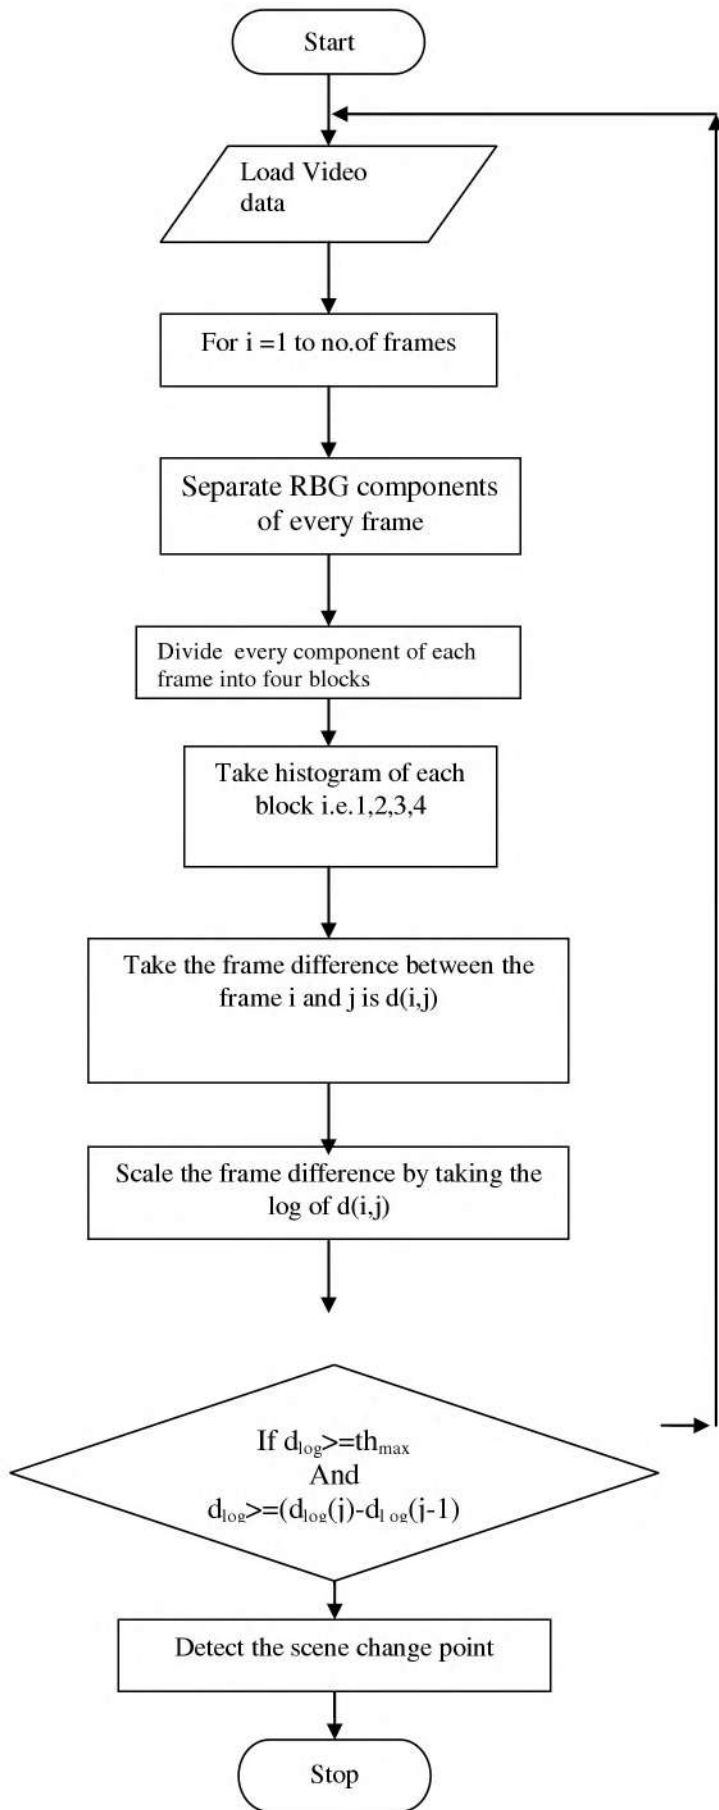 Start
Load Video
data
For i =1 to no.of frames
Separate RBG components
of every frame
Divide every component of each
frame into four blocks
Take histogram of each
block i.e.1,2,3,4
Take the frame difference between the
frame i and j is d(i,j)
Scale the frame difference by taking the
log of d(i,j)
If dlog>=thmax
And
dlog>=(dlog(j)-dlog(j-1)
Detect the scene change point
Stop